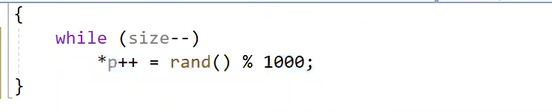 {
while (size--)
*p++ = rand() % 1000;
}